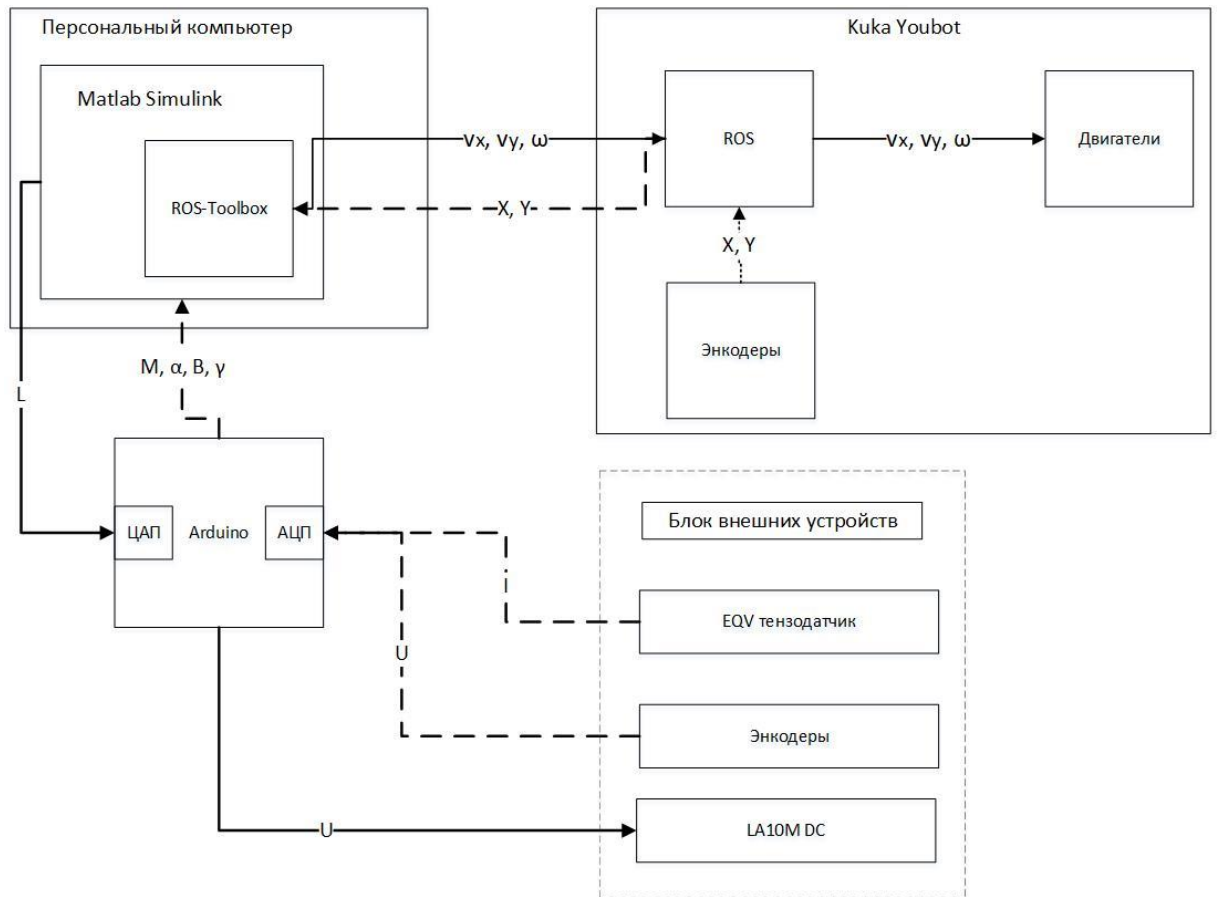 Персональный компьютер
Kuka Youbot
Matlab Simulink
ROS-Toolbox
vx, vy, ω
ROS
vx, vy, ω
Двигатели
X, Y
X, Y
Энкодеры
M, α, B, γ
L
ЦАП
Arduino
АЦП
Блок внешних устройств
I
EQV тензодатчик
U
Энкодеры
U
LA10M DC